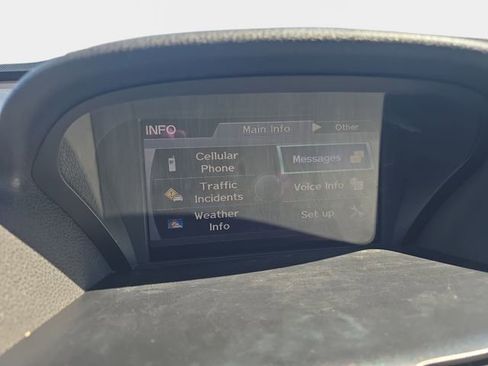 INFO
Main Info
Other
Cellular
Phone
Messages
Traffic
Incidents
Voice Info
Weather
Info
Set up